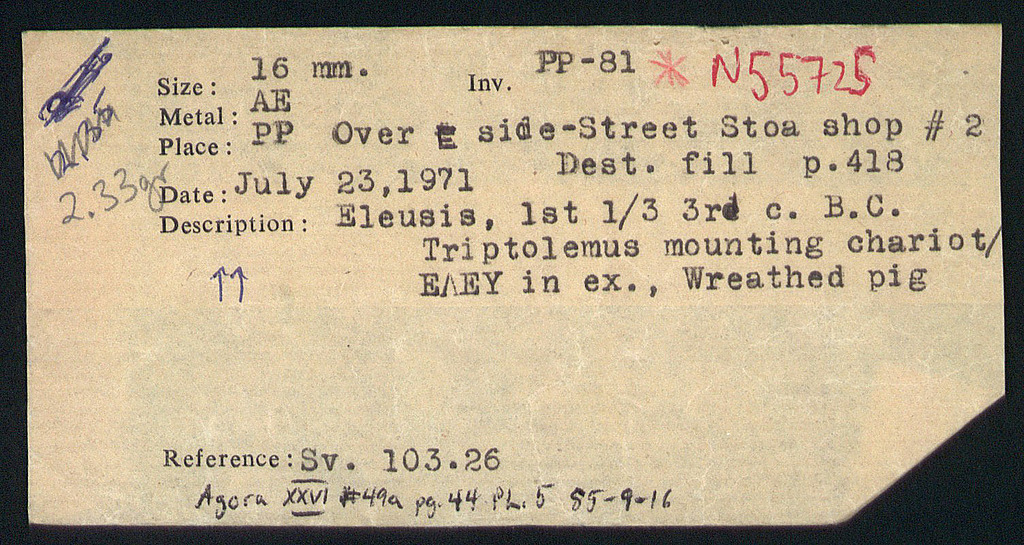 Size: 16 mm. Inv. PP-81 * N55725
Metal: AE
Place: PP Over E side-Street Stoa shop # 2
Dest. fill p.418
2.33gr
Date: July 23,1971
Description: Eleusis, 1st 1/3 3rd c. B.C.
Triptolemus mounting chariot/
↑↑ EΛEY in ex., Wreathed pig
Reference: Sv. 103.26
Agora XXVI #49a pg. 44 PL. 5 85-9-16